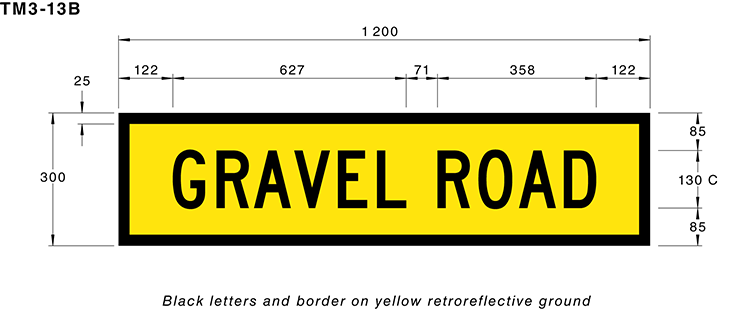 TM3-13B
1 200
122 627 71 358 122
25
300
85
130 C
85
GRAVEL ROAD
Black letters and border on yellow retroreflective ground